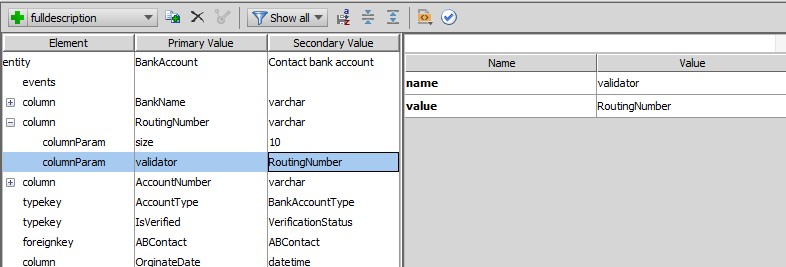 fulldescription Show all
Element Primary Value Secondary Value Name Value
entity BankAccount Contact bank account
name validator
events
value RoutingNumber
column BankName varchar
column RoutingNumber varchar
columnParam size 10
columnParam validator RoutingNumber
column AccountNumber varchar
typekey AccountType BankAccountType
typekey IsVerified VerificationStatus
foreignkey ABContact ABContact
column OrginateDate datetime